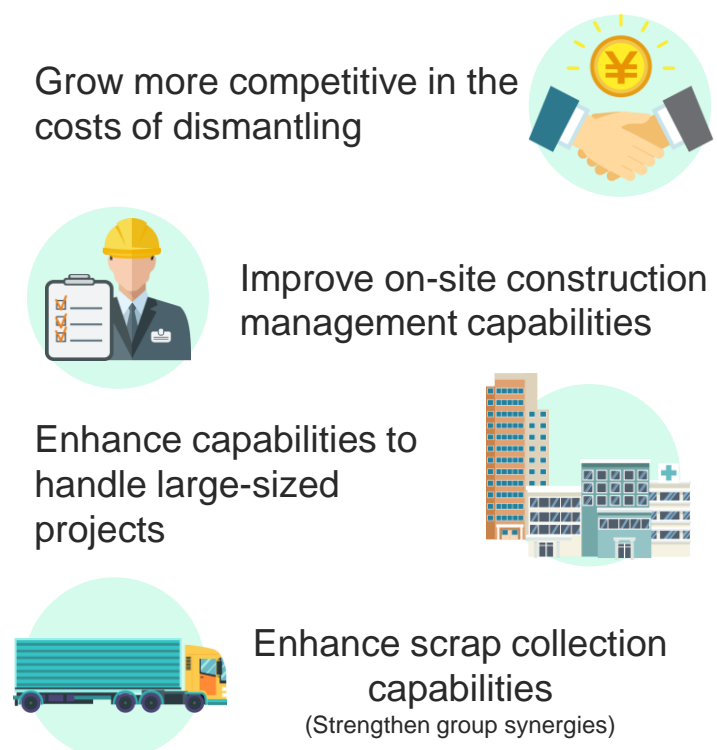 Grow more competitive in the
costs of dismantling
¥
Improve on-site construction
management capabilities
Enhance capabilities to
handle large-sized
projects
Enhance scrap collection
capabilities
(Strengthen group synergies)